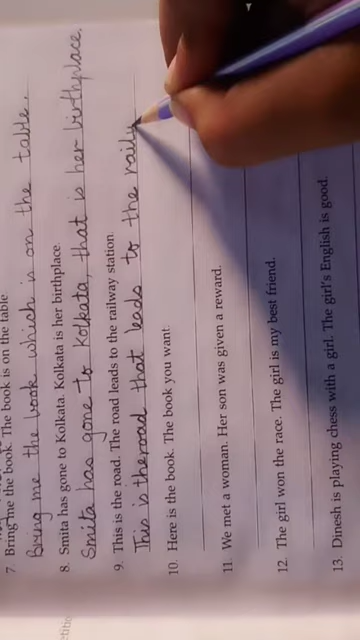 7. Bring me the book. The book is on the table
Bring me the book which is on the table.
8. Smita has gone to Kolkata. Kolkata is her birthplace
Smita has gone to Kolkata, that is her birthplace.
9. This is the road. The road leads to the railway station.
This is the road that leads to the railw
10. Here is the book. The book you want
11. We met a woman. Her son was given a reward.
12. The girl won the race. The girl is my best friend.
13. Dinesh is playing chess with a girl. The girl's English is good.